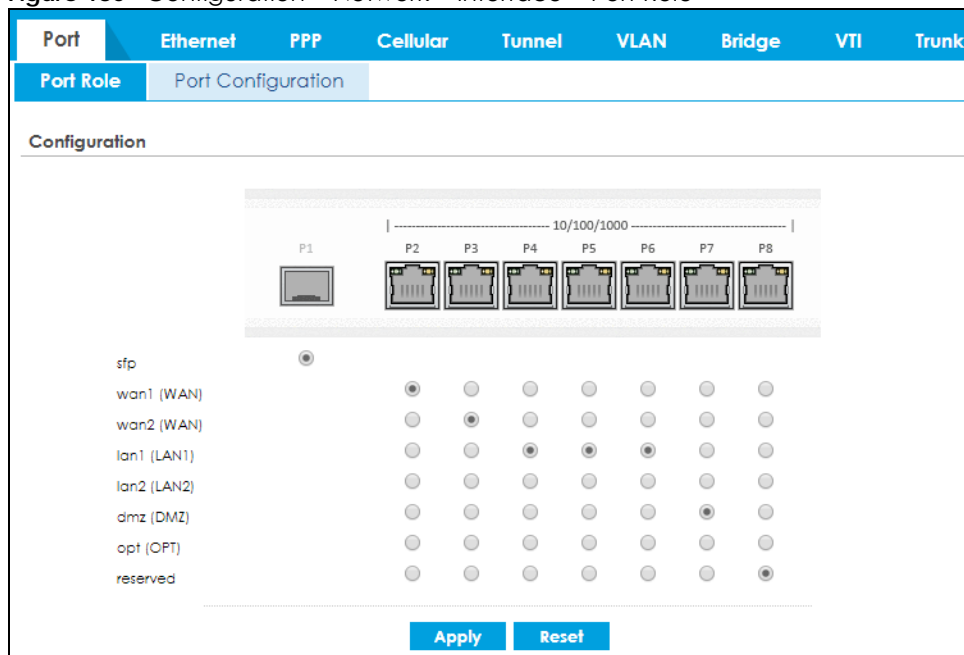 Port Ethernet PPP Cellular Tunnel VLAN Bridge VTI Trunk
Port Role Port Configuration
Configuration
10/100/1000
P1 P2 P3 P4 P5 P6 P7 P8
sfp
wan1 (WAN)
wan2 (WAN)
lan1 (LAN1)
lan2 (LAN2)
dmz (DMZ)
opt (OPT)
reserved
Apply Reset